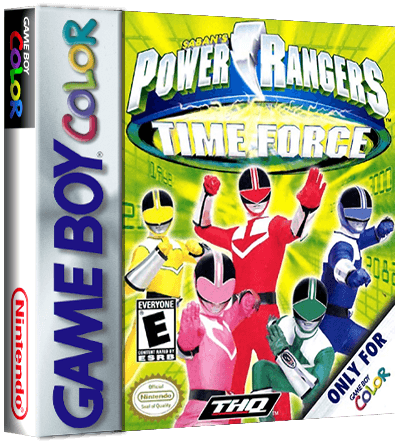 GAME BOY
COLOR
Nintendo
GAME BOY COLOR
SABAN'S
POWER RANGERS
TM
TIME FORCE
EVERYONE
E
CONTENT RATED BY
ESRB
Official
Nintendo
Seal of Quality
THQ
ONLY FOR
GAME BOY
COLOR